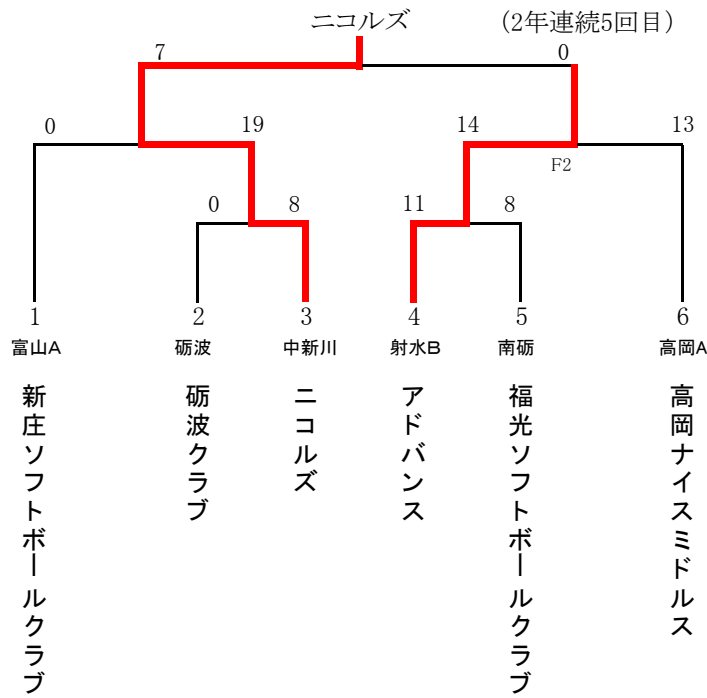 ニコルズ (2年連続5回目)
7 0
0 19 14 13
F2
0 8 11 8
1 2 3 4 5 6
富山A 砺波 中新川 射水B 南砺 高岡A
新庄ソフトボールクラブ
砺波クラブ
ニコルズ
アドバンス
福光ソフトボールクラブ
高岡ナイスミドルス